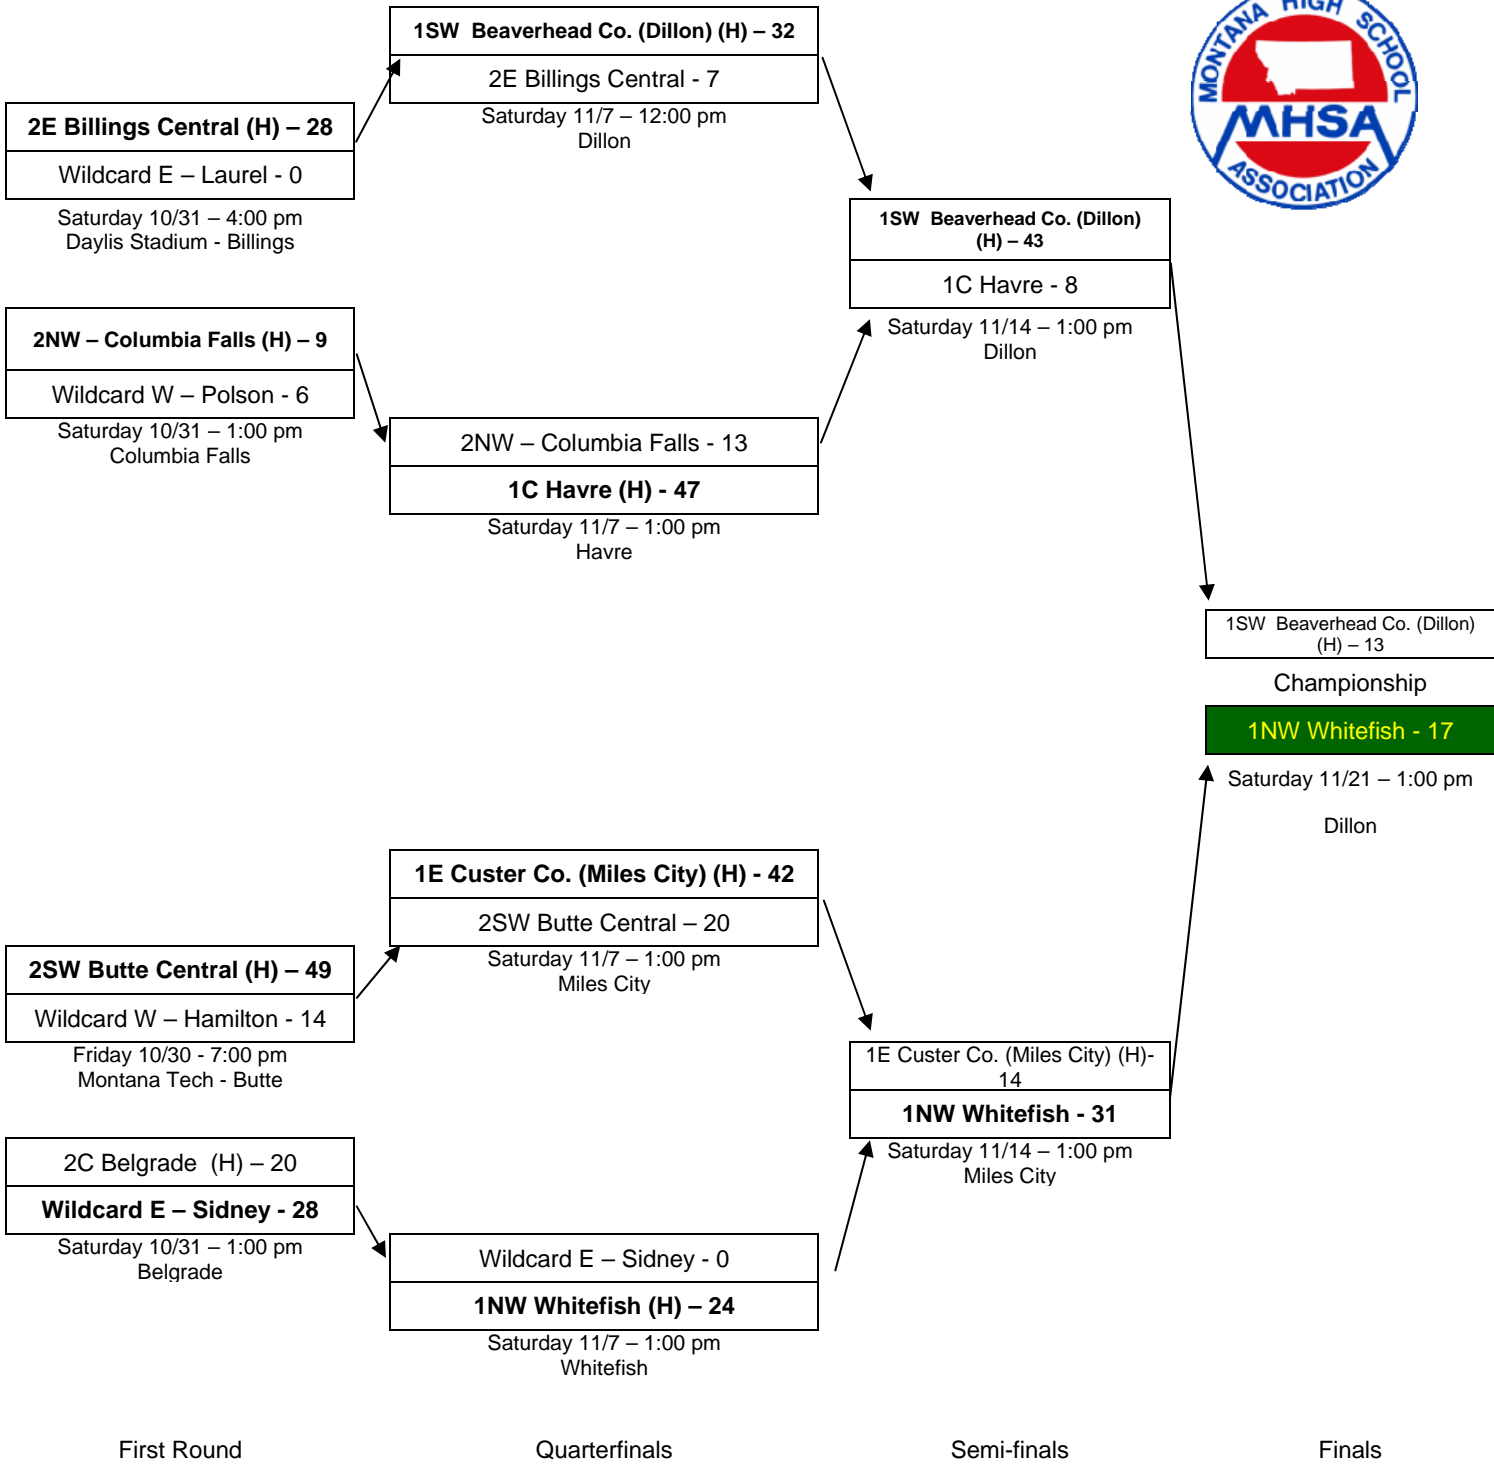 2E Billings Central (H) – 28
Wildcard E – Laurel - 0
Saturday 10/31 – 4:00 pm
Daylis Stadium - Billings
2NW – Columbia Falls (H) – 9
Wildcard W – Polson - 6
Saturday 10/31 – 1:00 pm
Columbia Falls
2SW Butte Central (H) – 49
Wildcard W – Hamilton - 14
Friday 10/30 - 7:00 pm
Montana Tech - Butte
2C Belgrade (H) – 20
Wildcard E – Sidney - 28
Saturday 10/31 – 1:00 pm
Belgrade
First Round
1SW Beaverhead Co. (Dillon) (H) – 32
2E Billings Central - 7
Saturday 11/7 – 12:00 pm
Dillon
2NW – Columbia Falls - 13
1C Havre (H) - 47
Saturday 11/7 – 1:00 pm
Havre
1E Custer Co. (Miles City) (H) - 42
2SW Butte Central – 20
Saturday 11/7 – 1:00 pm
Miles City
Wildcard E – Sidney - 0
1NW Whitefish (H) – 24
Saturday 11/7 – 1:00 pm
Whitefish
Quarterfinals
1SW Beaverhead Co. (Dillon)
(H) – 43
1C Havre - 8
Saturday 11/14 – 1:00 pm
Dillon
1E Custer Co. (Miles City) (H)-
14
1NW Whitefish - 31
Saturday 11/14 – 1:00 pm
Miles City
Semi-finals
MONTANA HIGH SCHOOL
MHSA
ASSOCIATION
1SW Beaverhead Co. (Dillon)
(H) – 13
Championship
1NW Whitefish - 17
Saturday 11/21 – 1:00 pm
Dillon
Finals